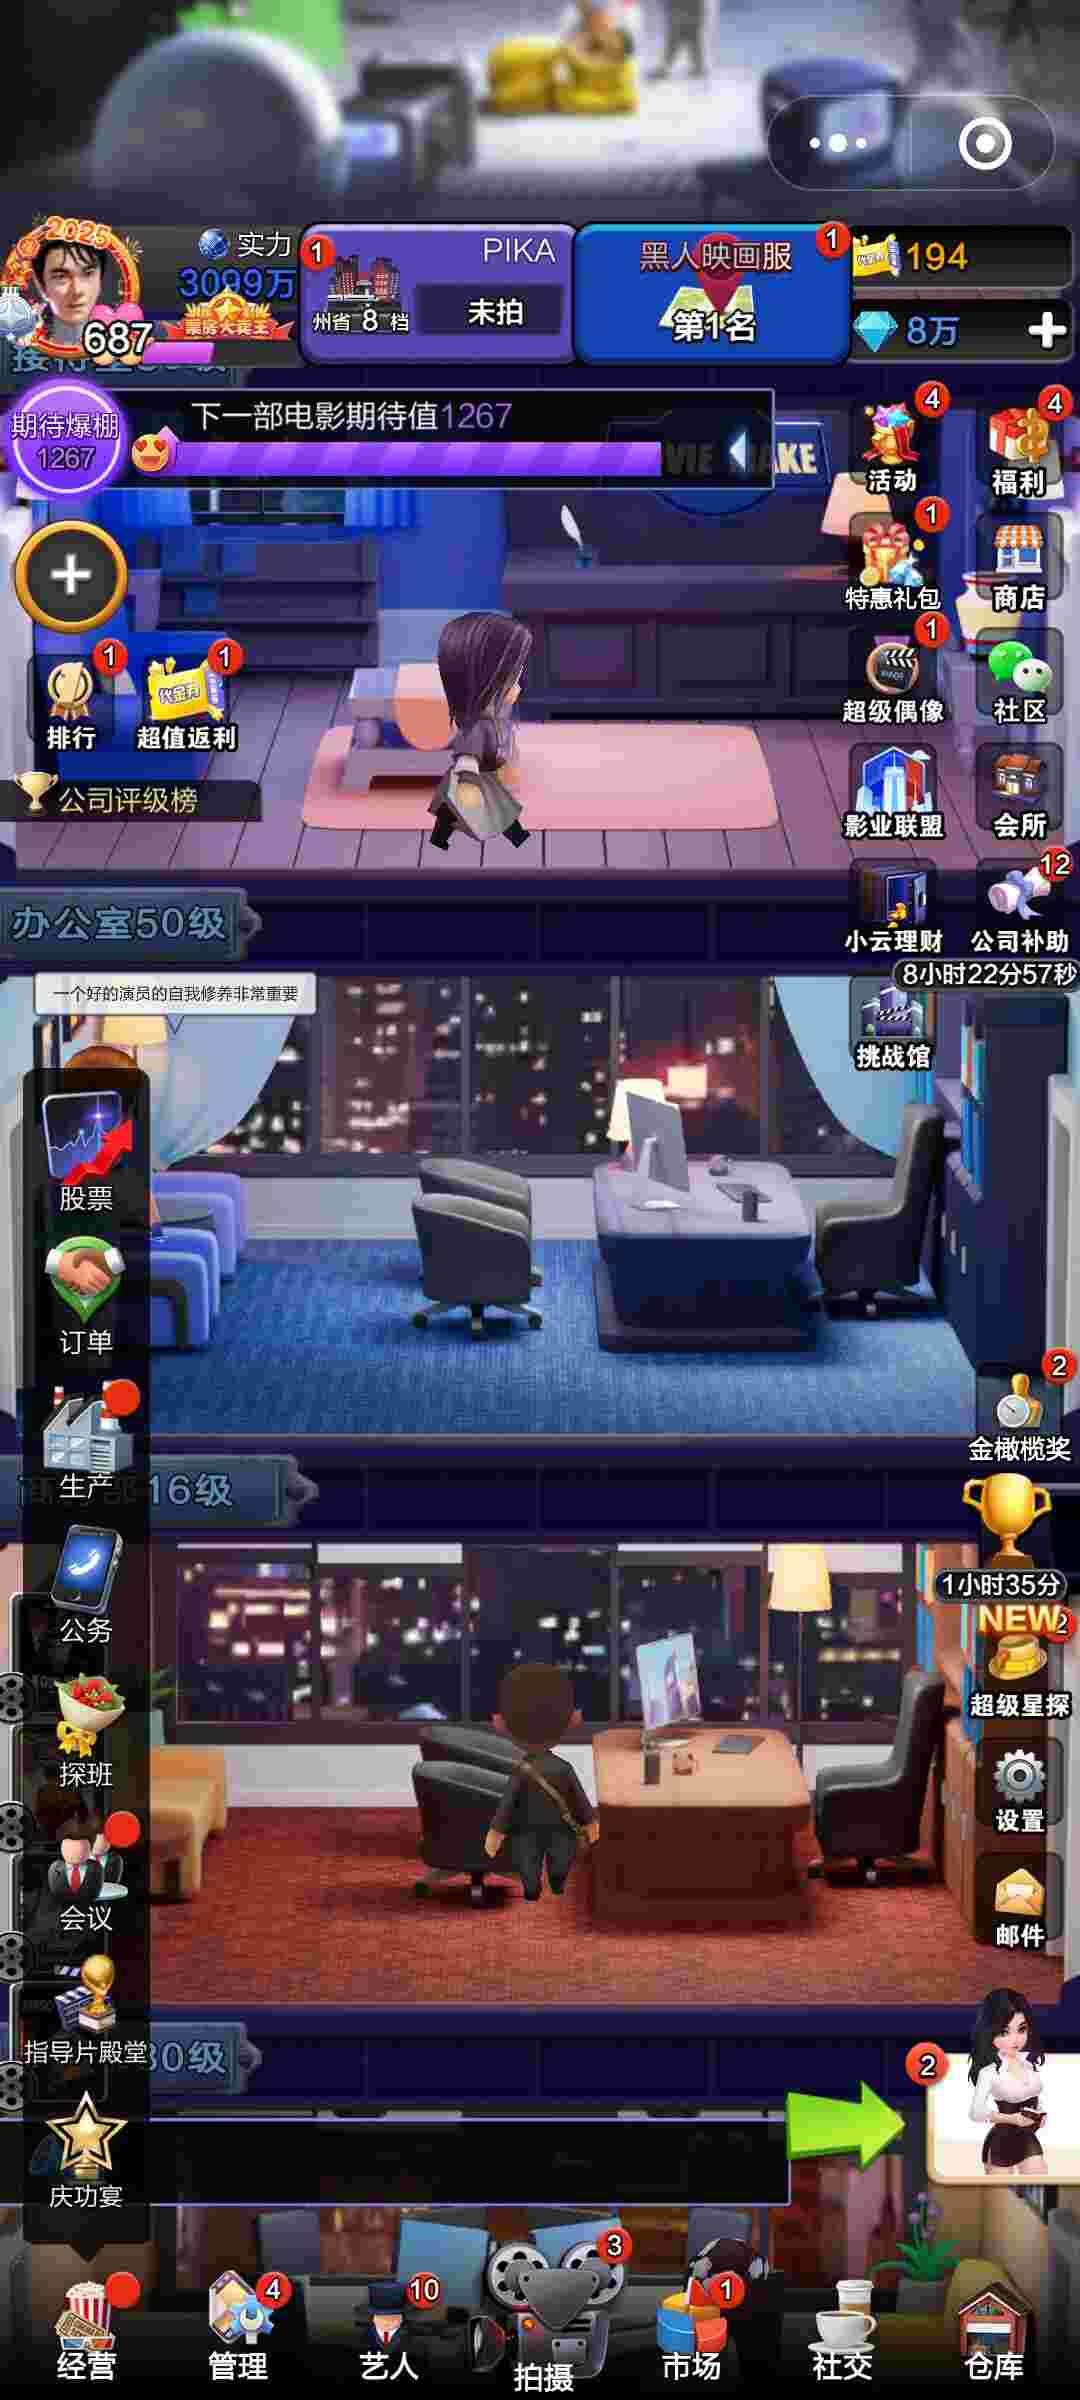 2025
实力
3099万
687
票房大卖王
1
PIKA
州省 8 档
未拍
黑人映画服
1
第1名
代金券
194
8万
期待爆棚
1267
下一部电影期待值1267
4
活动
4
福利
1
特惠礼包
商店
1
排行
1
代金券
超值返利
1
超级偶像
社区
公司评级榜
影业联盟
会所
办公室50级
小云理财
12
公司补助
8小时22分57秒
一个好的演员的自我修养非常重要
挑战馆
股票
订单
2
金橄榄奖
生产
16级
1小时35分
NEW
2
公务
超级星探
探班
设置
会议
邮件
指导片殿堂
30级
2
庆功宴
经营
4
管理
10
艺人
3
拍摄
1
市场
社交
仓库